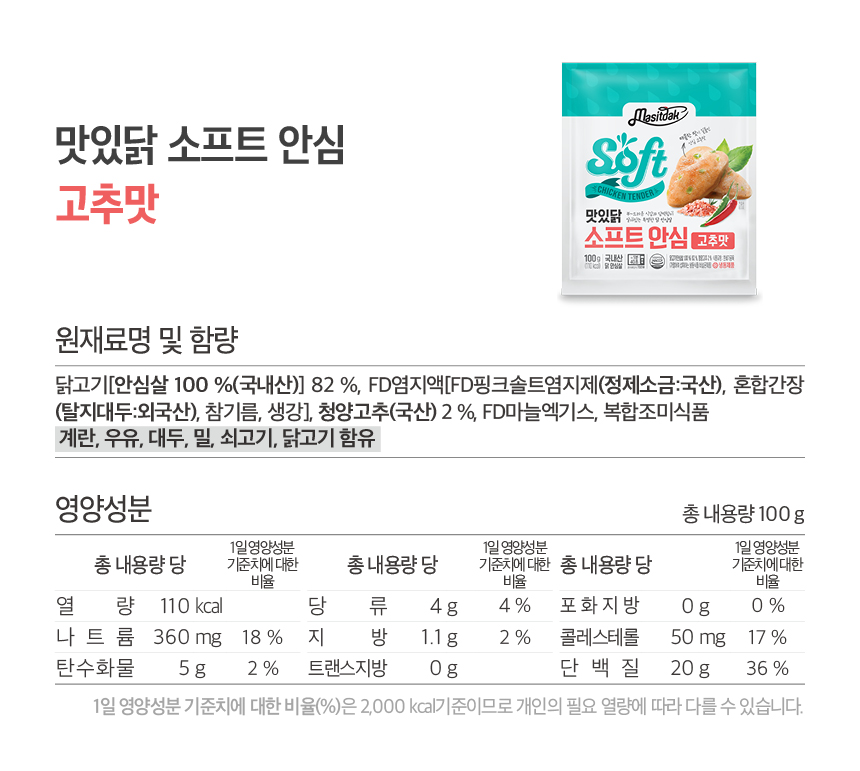 맛있닭 소프트 안심
고추맛
Masitdak
Soft
CHICKEN TENDER
맛있닭
소프트 안심 고추맛
100 g
국내산
닭 안심살
원재료명 및 함량
닭고기[안심살 100 %(국내산)] 82 %, FD염지액[FD핑크솔트염지제(정제소금:국산), 혼합간장
(탈지대두:외국산), 참기름, 생강], 청양고추(국산) 2 %, FD마늘엑기스, 복합조미식품
계란, 우유, 대두, 밀, 쇠고기, 닭고기 함유
영양성분
총 내용량 100 g
총 내용량 당 1일 영양성분 기준치에 대한 비율 총 내용량 당 1일 영양성분 기준치에 대한 비율 총 내용량 당 1일 영양성분 기준치에 대한 비율
열 량 110 kcal 당 류 4 g 4 % 포화지방 0 g 0 %
나트륨 360 mg 18 % 지 방 1.1 g 2 % 콜레스테롤 50 mg 17 %
탄수화물 5 g 2 % 트랜스지방 0 g 단백질 20 g 36 %
1일 영양성분 기준치에 대한 비율(%)은 2,000 kcal기준이므로 개인의 필요 열량에 따라 다를 수 있습니다.